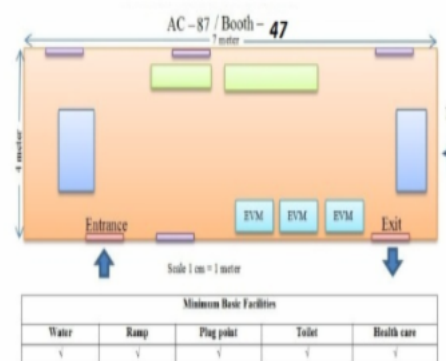 AC – 87 / Booth – 47
7 meter
4 meter
EVM EVM EVM
Entrance Exit
Scale 1 cm = 1 meter
Minimum Basic Facilities
Water Ramp Plug point Toilet Health care
√ √ √ √ √